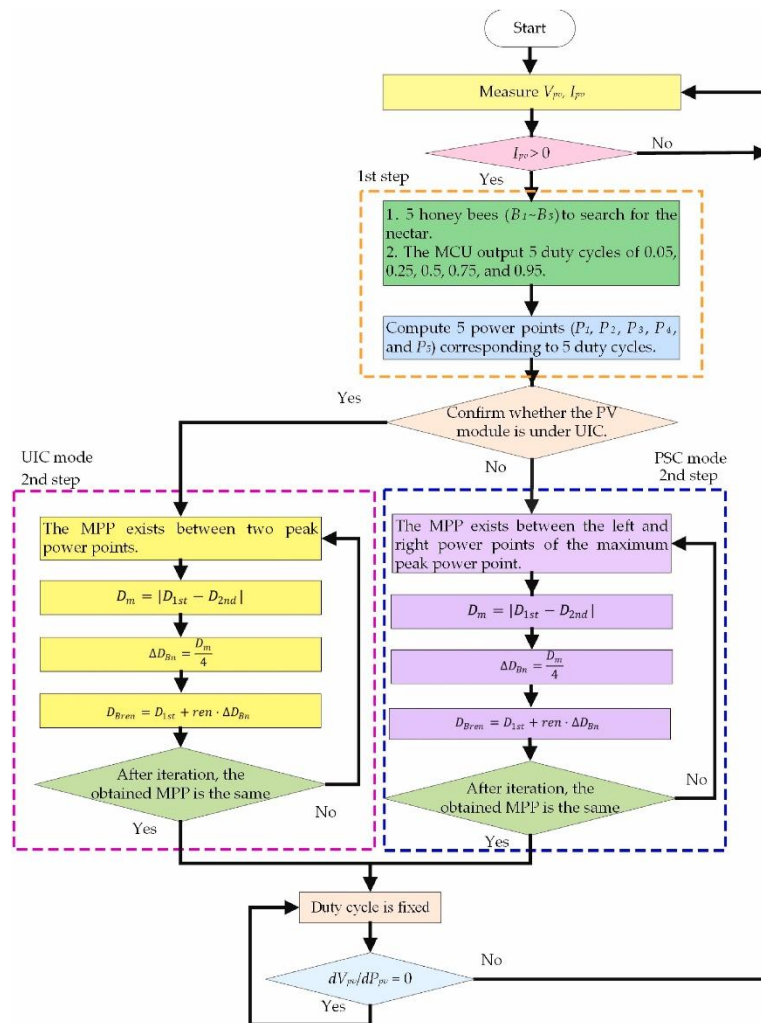 Start
Measure Vpv, Ipv
Ipv > 0
No
Yes
1st step
1. 5 honey bees (B1~B5) to search for the
nectar.
2. The MCU output 5 duty cycles of 0.05,
0.25, 0.5, 0.75, and 0.95.
Compute 5 power points (P1, P2, P3, P4,
and P5) corresponding to 5 duty cycles.
Confirm whether the PV
module is under UIC.
Yes
No
UIC mode
2nd step
The MPP exists between two peak
power points.
Dm = |D1st − D2nd|
ΔDBn = Dm/4
DBren = D1st + ren · ΔDBn
After iteration, the
obtained MPP is the same
No
Yes
PSC mode
2nd step
The MPP exists between the left and
right power points of the maximum
peak power point.
Dm = |D1st − D2nd|
ΔDBn = Dm/4
DBren = D1st + ren · ΔDBn
After iteration, the
obtained MPP is the same
No
Yes
Duty cycle is fixed
dVpv/dPpv = 0
No
Yes